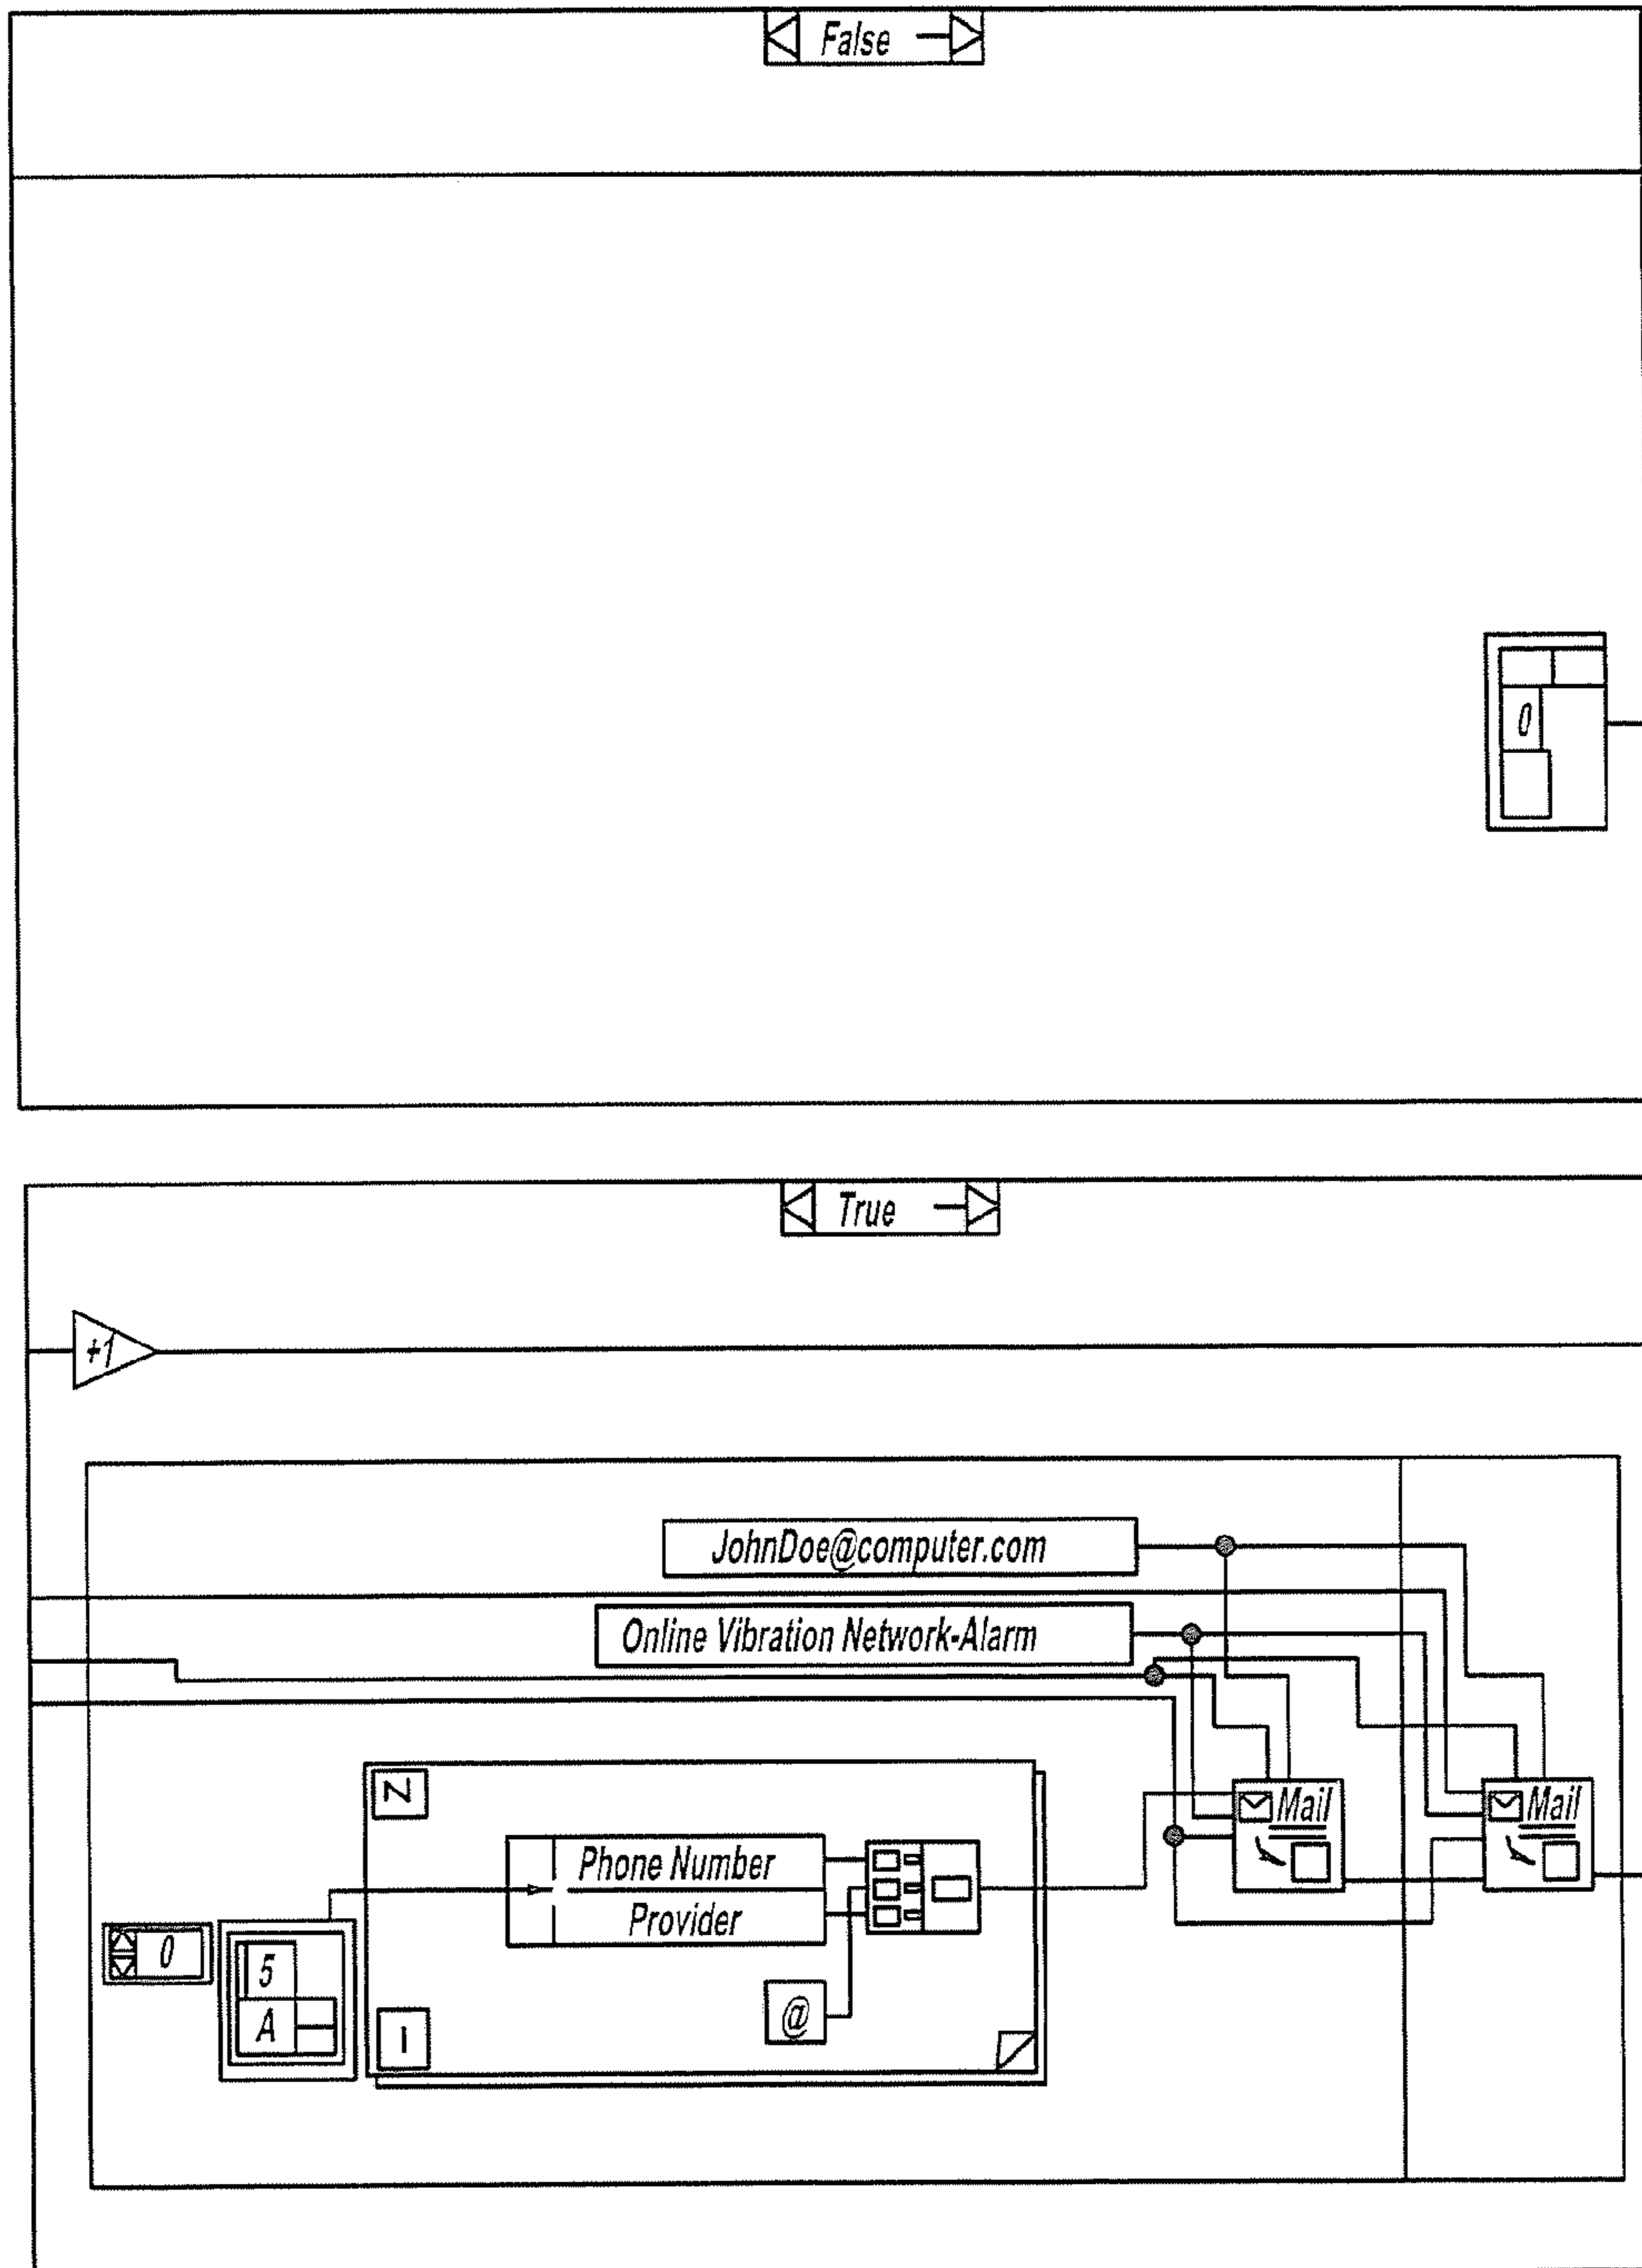 False
0
True
+1
JohnDoe@computer.com
Online Vibration Network-Alarm
N
Mail
Mail
Phone Number
Provider
0
5
A
@
I